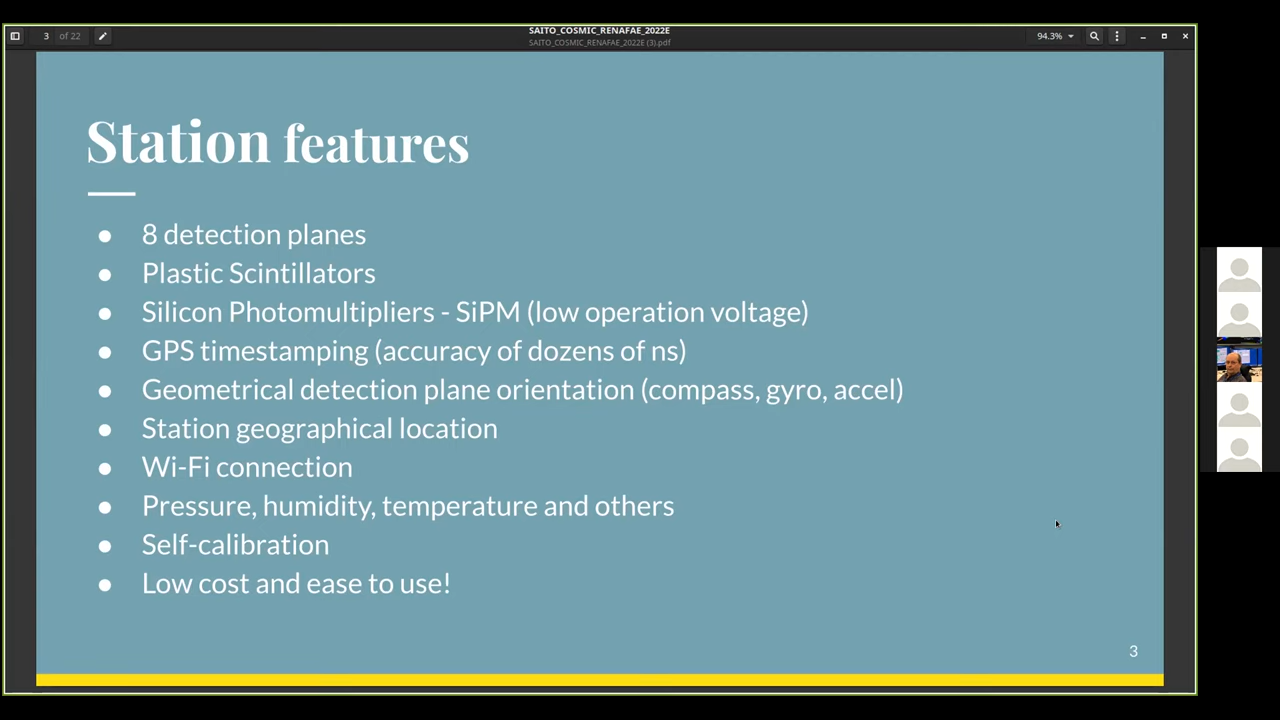 SAITO_COSMIC_RENAFAE_2022E
3 of 22
SAITO_COSMIC_RENAFAE_2022E (3).pdf
94.3%
Station features
● 8 detection planes
● Plastic Scintillators
● Silicon Photomultipliers - SiPM (low operation voltage)
● GPS timestamping (accuracy of dozens of ns)
● Geometrical detection plane orientation (compass, gyro, accel)
● Station geographical location
● Wi-Fi connection
● Pressure, humidity, temperature and others
● Self-calibration
● Low cost and ease to use!
3